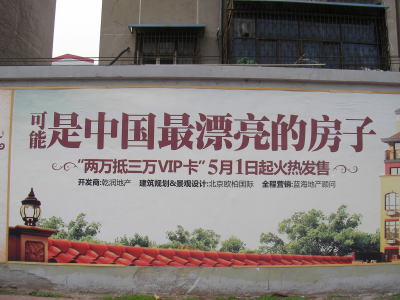 可能是中国最漂亮的房子
"两万抵三万VIP卡"5月1日起火热发售
开发商:乾润地产 建筑规划&景观设计:北京欧柏国际 全程营销:蓝海地产顾问